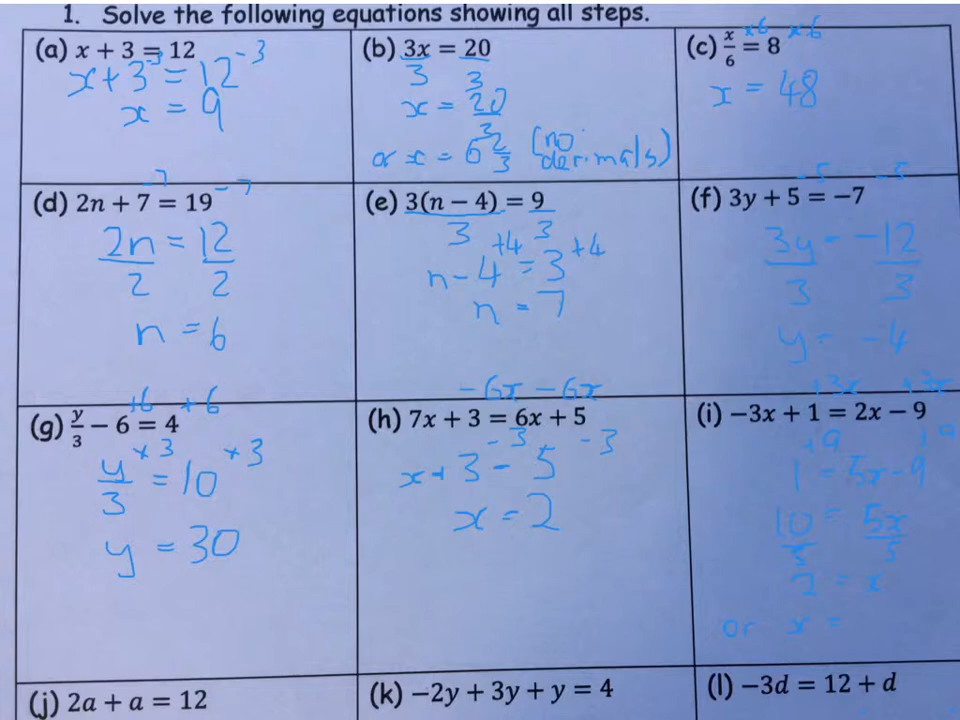 1. Solve the following equations showing all steps.
(a) x + 3 = 12
x + 3 -3 = 12 -3
x = 9
(b) 3x = 20
3 3
x = 20/3
or x = 6 2/3 (no decimals)
(c) x/6 = 8
×6 ×6
x = 48
(d) 2n + 7 = 19
-7 -7
2n = 12
2 2
n = 6
(e) 3(n − 4) = 9
3 3
n - 4 +4 = 3 +4
n = 7
(f) 3y + 5 = −7
-5 -5
3y = -12
3 3
y = -4
(g) y/3 − 6 = 4
+6 +6
y/3 ×3 = 10 ×3
y = 30
(h) 7x + 3 = 6x + 5
-6x -6x
x + 3 -3 = 5 -3
x = 2
(i) −3x + 1 = 2x − 9
+3x +3x
+9 +9
1 = 5x - 9
10 = 5x
5 5
2 = x
or x =
(j) 2a + a = 12
(k) −2y + 3y + y = 4
(l) −3d = 12 + d